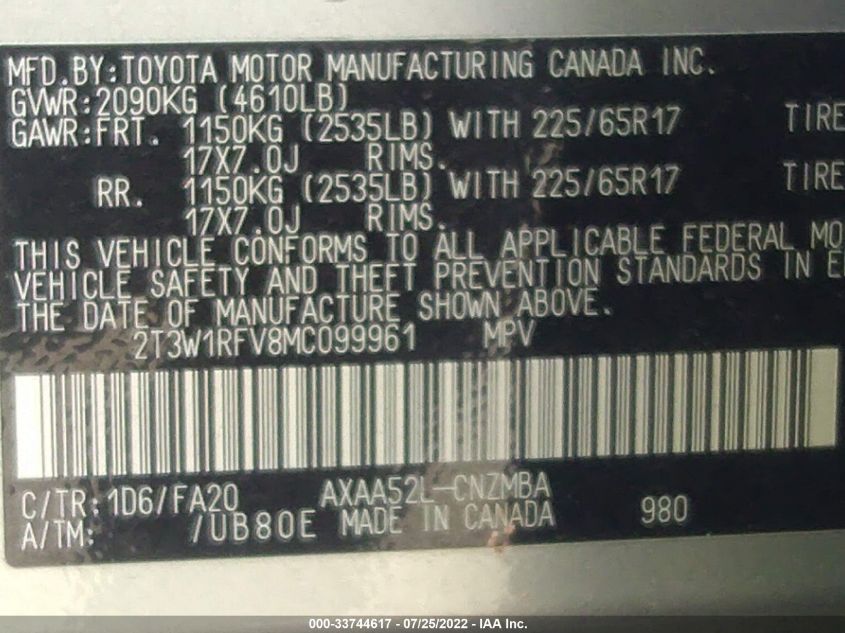 MFD.BY:TOYOTA MOTOR MANUFACTURING CANADA INC.
GVWR:2090KG (4610LB)
GAWR:FRT. 1150KG (2535LB) WITH 225/65R17 TIRE
17X7.0J RIMS.
RR. 1150KG (2535LB) WITH 225/65R17 TIRE
17X7.0J RIMS.
THIS VEHICLE CONFORMS TO ALL APPLICABLE FEDERAL MO
VEHICLE SAFETY AND THEFT PREVENTION STANDARDS IN E
THE DATE OF MANUFACTURE SHOWN ABOVE.
2T3W1RFV8MC099961 MPV
C/TR:1D6/FA20 AXAA52L-CNZMBA
A/TM: /UB80E MADE IN CANADA 980
000-33744617 - 07/25/2022 - IAA Inc.